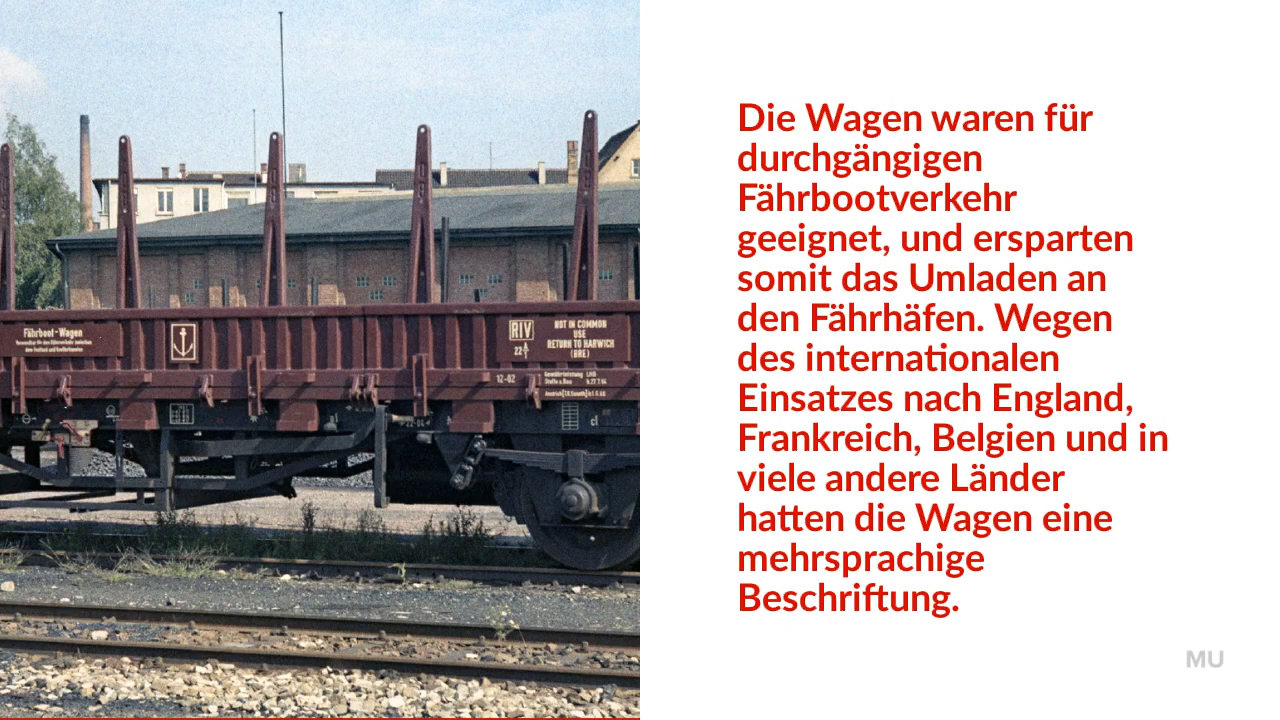 Fährboot-Wagen
RIV
NOT IN COMMON
USE
RETURN TO HARWICH
(BRE)
12-02
Die Wagen waren für
durchgängigen
Fährbootverkehr
geeignet, und ersparten
somit das Umladen an
den Fährhäfen. Wegen
des internationalen
Einsatzes nach England,
Frankreich, Belgien und in
viele andere Länder
hatten die Wagen eine
mehrsprachige
Beschriftung.
MU